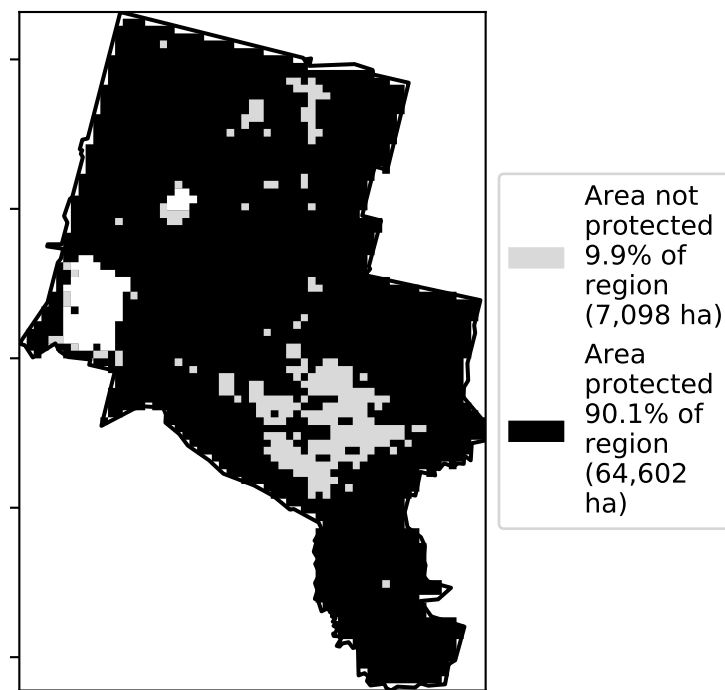 Area not
protected
9.9% of
region
(7,098 ha)
Area
protected
90.1% of
region
(64,602
ha)